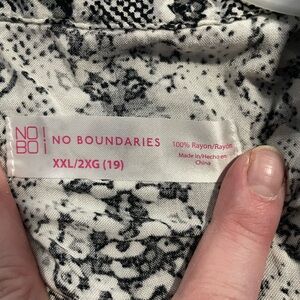 NO!
BO!
NO BOUNDARIES
XXL/2XG (19)
100% Rayon/Rayón
Made in/Hecho en
China